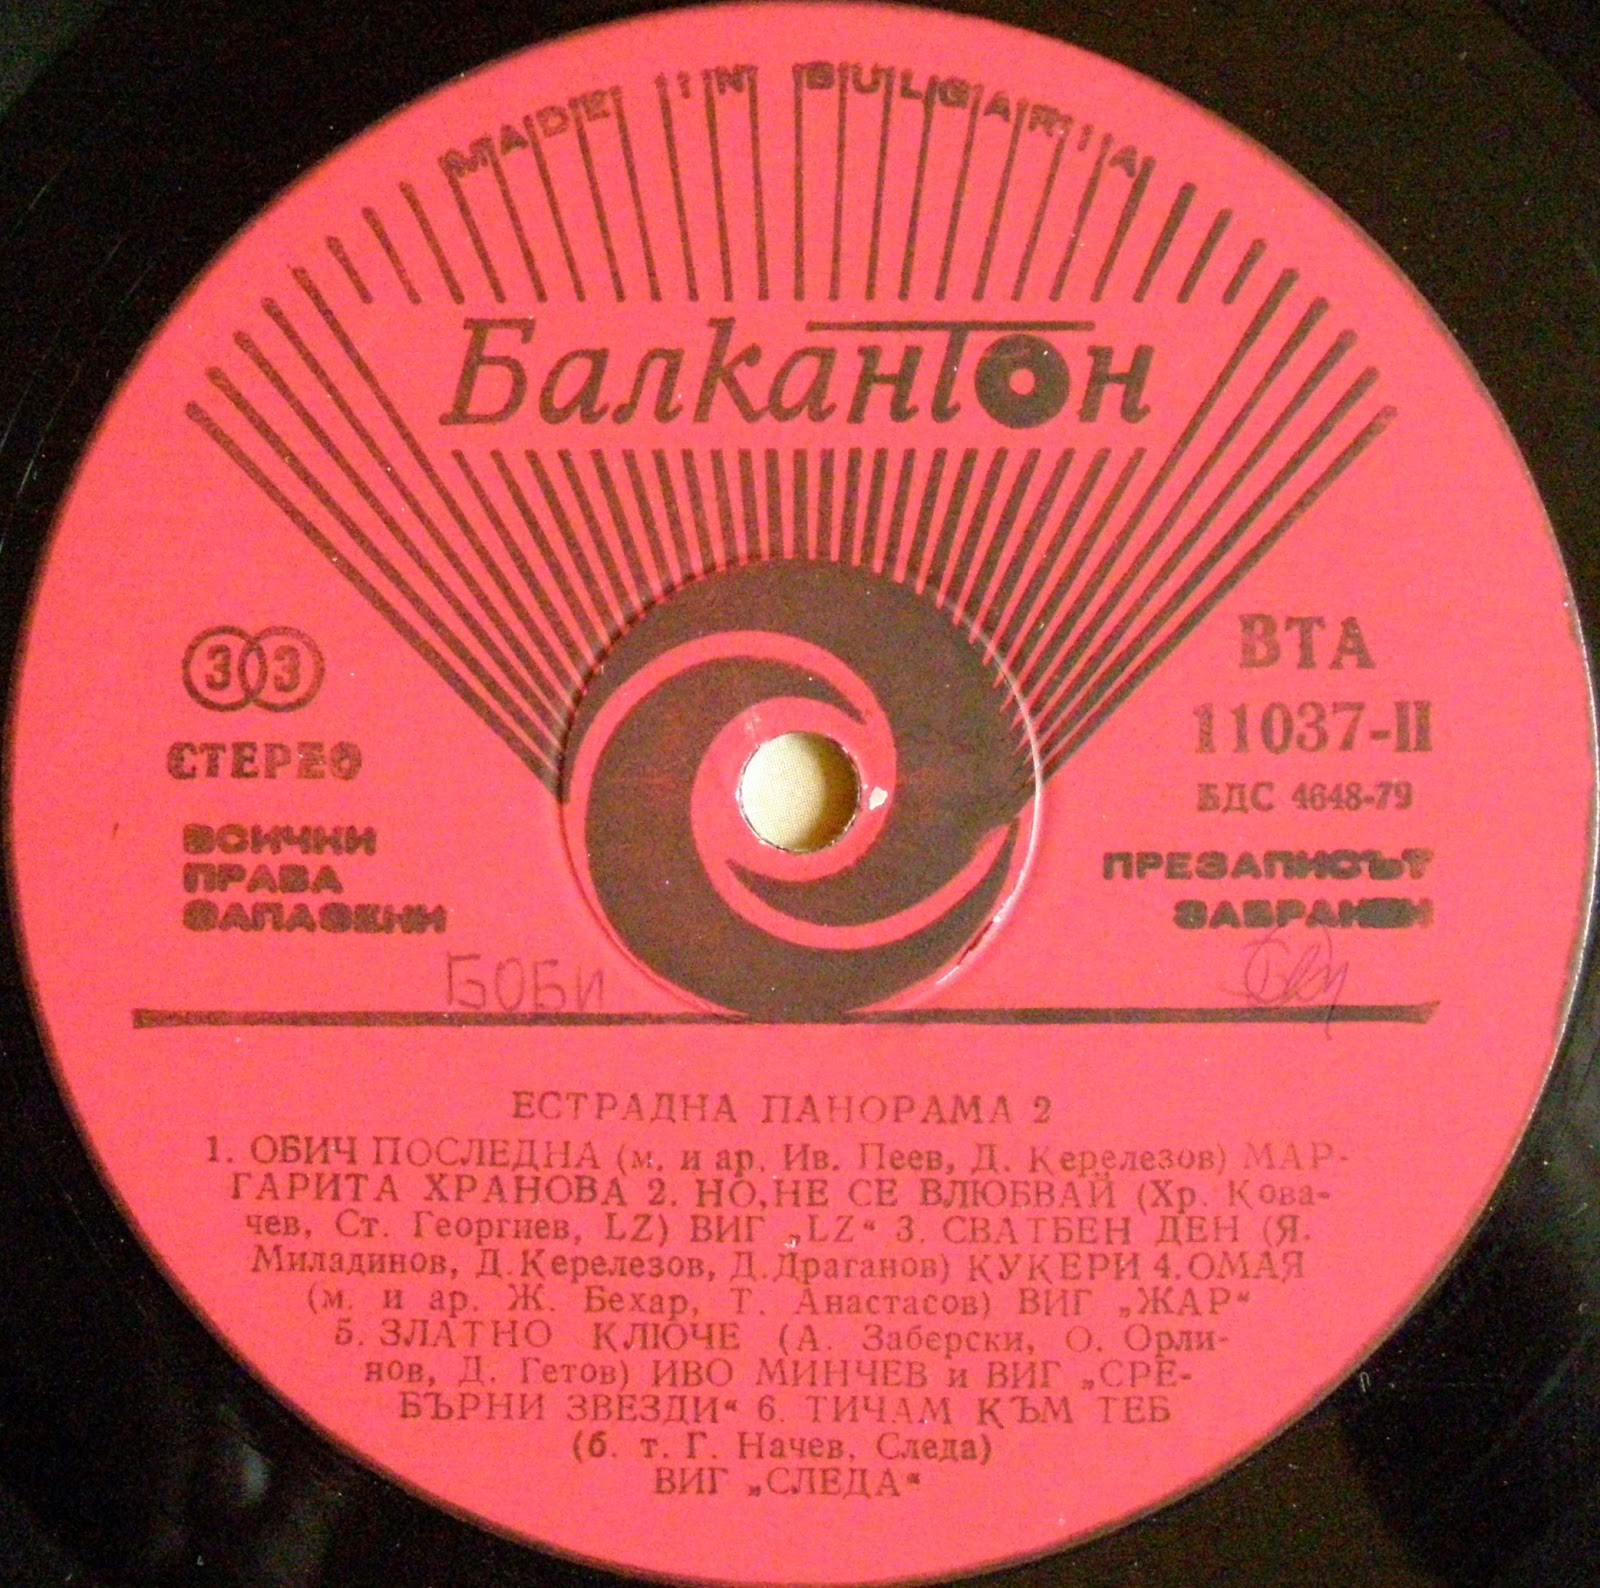 MADE IN BULGARIA
Балкантон
33
СТЕРЕО
ВСИЧКИ
ПРАВА
ЗАПАЗЕНИ
ВТА
11037-II
БДС 4648-79
ПРЕЗАПИСЪТ
ЗАБРАНЕН
БОБИ
ЕСТРАДНА ПАНОРАМА 2
1. ОБИЧ ПОСЛЕДНА (м. и ар. Ив. Пеев, Д. Керелезов) МАР-
ГАРИТА ХРАНОВА 2. НО, НЕ СЕ ВЛЮБВАЙ (Хр. Кова-
чев, Ст. Георгиев, LZ) ВИГ „LZ“ 3. СВАТБЕН ДЕН (Я.
Миладинов, Д. Керелезов, Д. Драганов) КУКЕРИ 4. ОМАЯ
(м. и ар. Ж. Бехар, Т. Анастасов) ВИГ „ЖАР“
5. ЗЛАТНО КЛЮЧЕ (А. Заберски, О. Орли-
нов, Д. Гетов) ИВО МИНЧЕВ и ВИГ „СРЕ-
БЪРНИ ЗВЕЗДИ“ 6. ТИЧАМ КЪМ ТЕБ
(б. т. Г. Начев, Следа)
ВИГ „СЛЕДА“